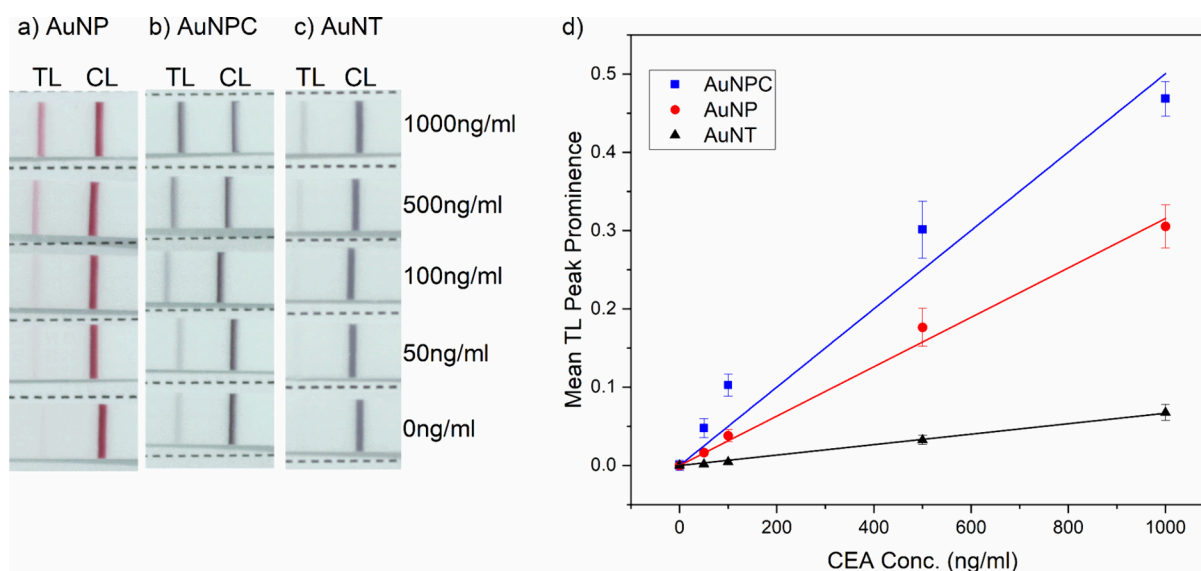 a) AuNP
b) AuNPC
c) AuNT
TL CL
TL CL
TL CL
1000ng/ml
500ng/ml
100ng/ml
50ng/ml
0ng/ml
d)
AuNPC
AuNP
AuNT
Mean TL Peak Prominence
0.5
0.4
0.3
0.2
0.1
0.0
0 200 400 600 800 1000
CEA Conc. (ng/ml)